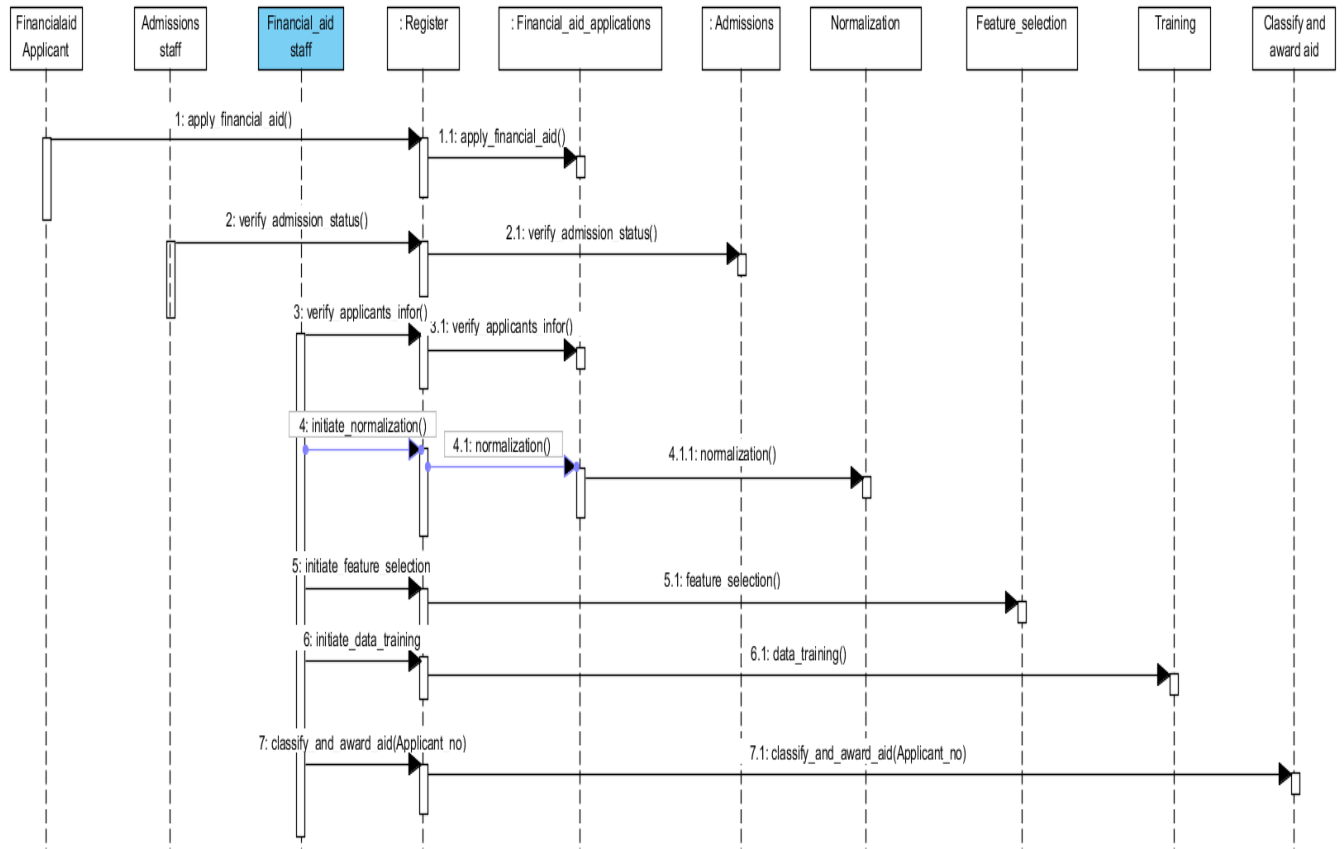 Financialaid
Applicant
Admissions
staff
Financial_aid
staff
: Register
: Financial_aid_applications
: Admissions
Normalization
Feature_selection
Training
Classify and
award aid
1: apply financial aid()
1.1: apply_financial_aid()
2: verify admission status()
2.1: verify admission status()
3: verify applicants infor()
3.1: verify applicants infor()
4: initiate_normalization()
4.1: normalization()
4.1.1: normalization()
5: initiate feature selection
5.1: feature_selection()
6: initiate_data_training
6.1: data_training()
7: classify and award aid(Applicant no)
7.1: classify_and_award_aid(Applicant_no)